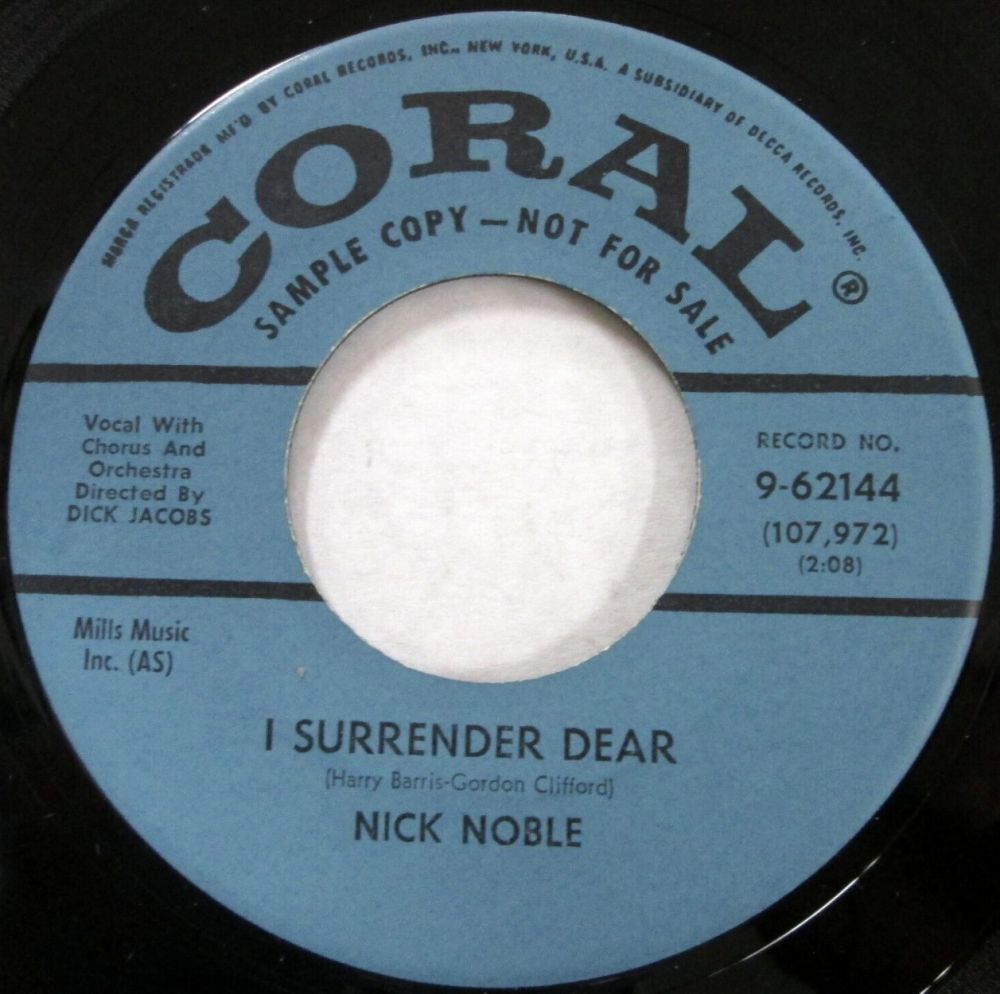 MARCA REGISTRADA MF'D BY CORAL RECORDS, INC., NEW YORK, U.S.A. A SUBSIDIARY OF DECCA RECORDS, INC.
CORAL ®
SAMPLE COPY — NOT FOR SALE
Vocal With
Chorus And
Orchestra
Directed By
DICK JACOBS
RECORD NO.
9-62144
(107,972)
(2:08)
Mills Music
Inc. (AS)
I SURRENDER DEAR
(Harry Barris-Gordon Clifford)
NICK NOBLE